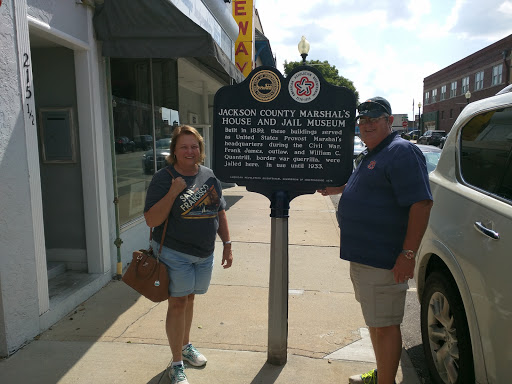 215½
WAY
JACKSON COUNTY MARSHAL'S
HOUSE AND JAIL MUSEUM
Built in 1859, these buildings served
as United States Provost Marshal's
headquarters during the Civil War.
Frank James, outlaw, and William C.
Quantrill, border war guerrilla, were
jailed here. In use until 1933.
SAN
FRANCISCO